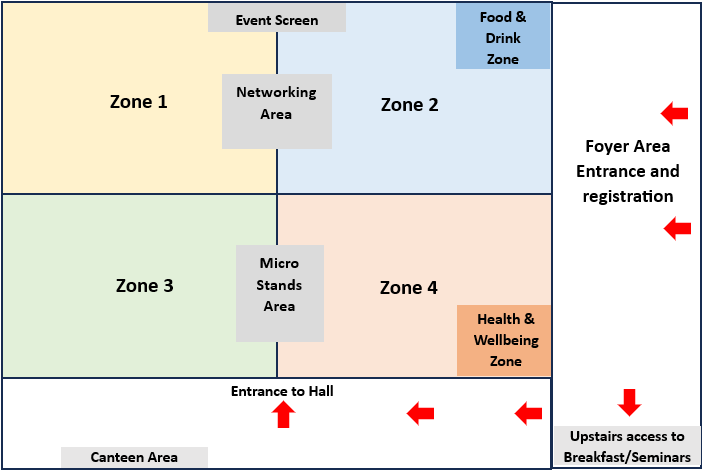 Event Screen
Food &
Drink
Zone
Zone 1
Networking
Area
Zone 2
Foyer Area
Entrance and
registration
Zone 3
Micro
Stands
Area
Zone 4
Health &
Wellbeing
Zone
Entrance to Hall
Canteen Area
Upstairs access to
Breakfast/Seminars